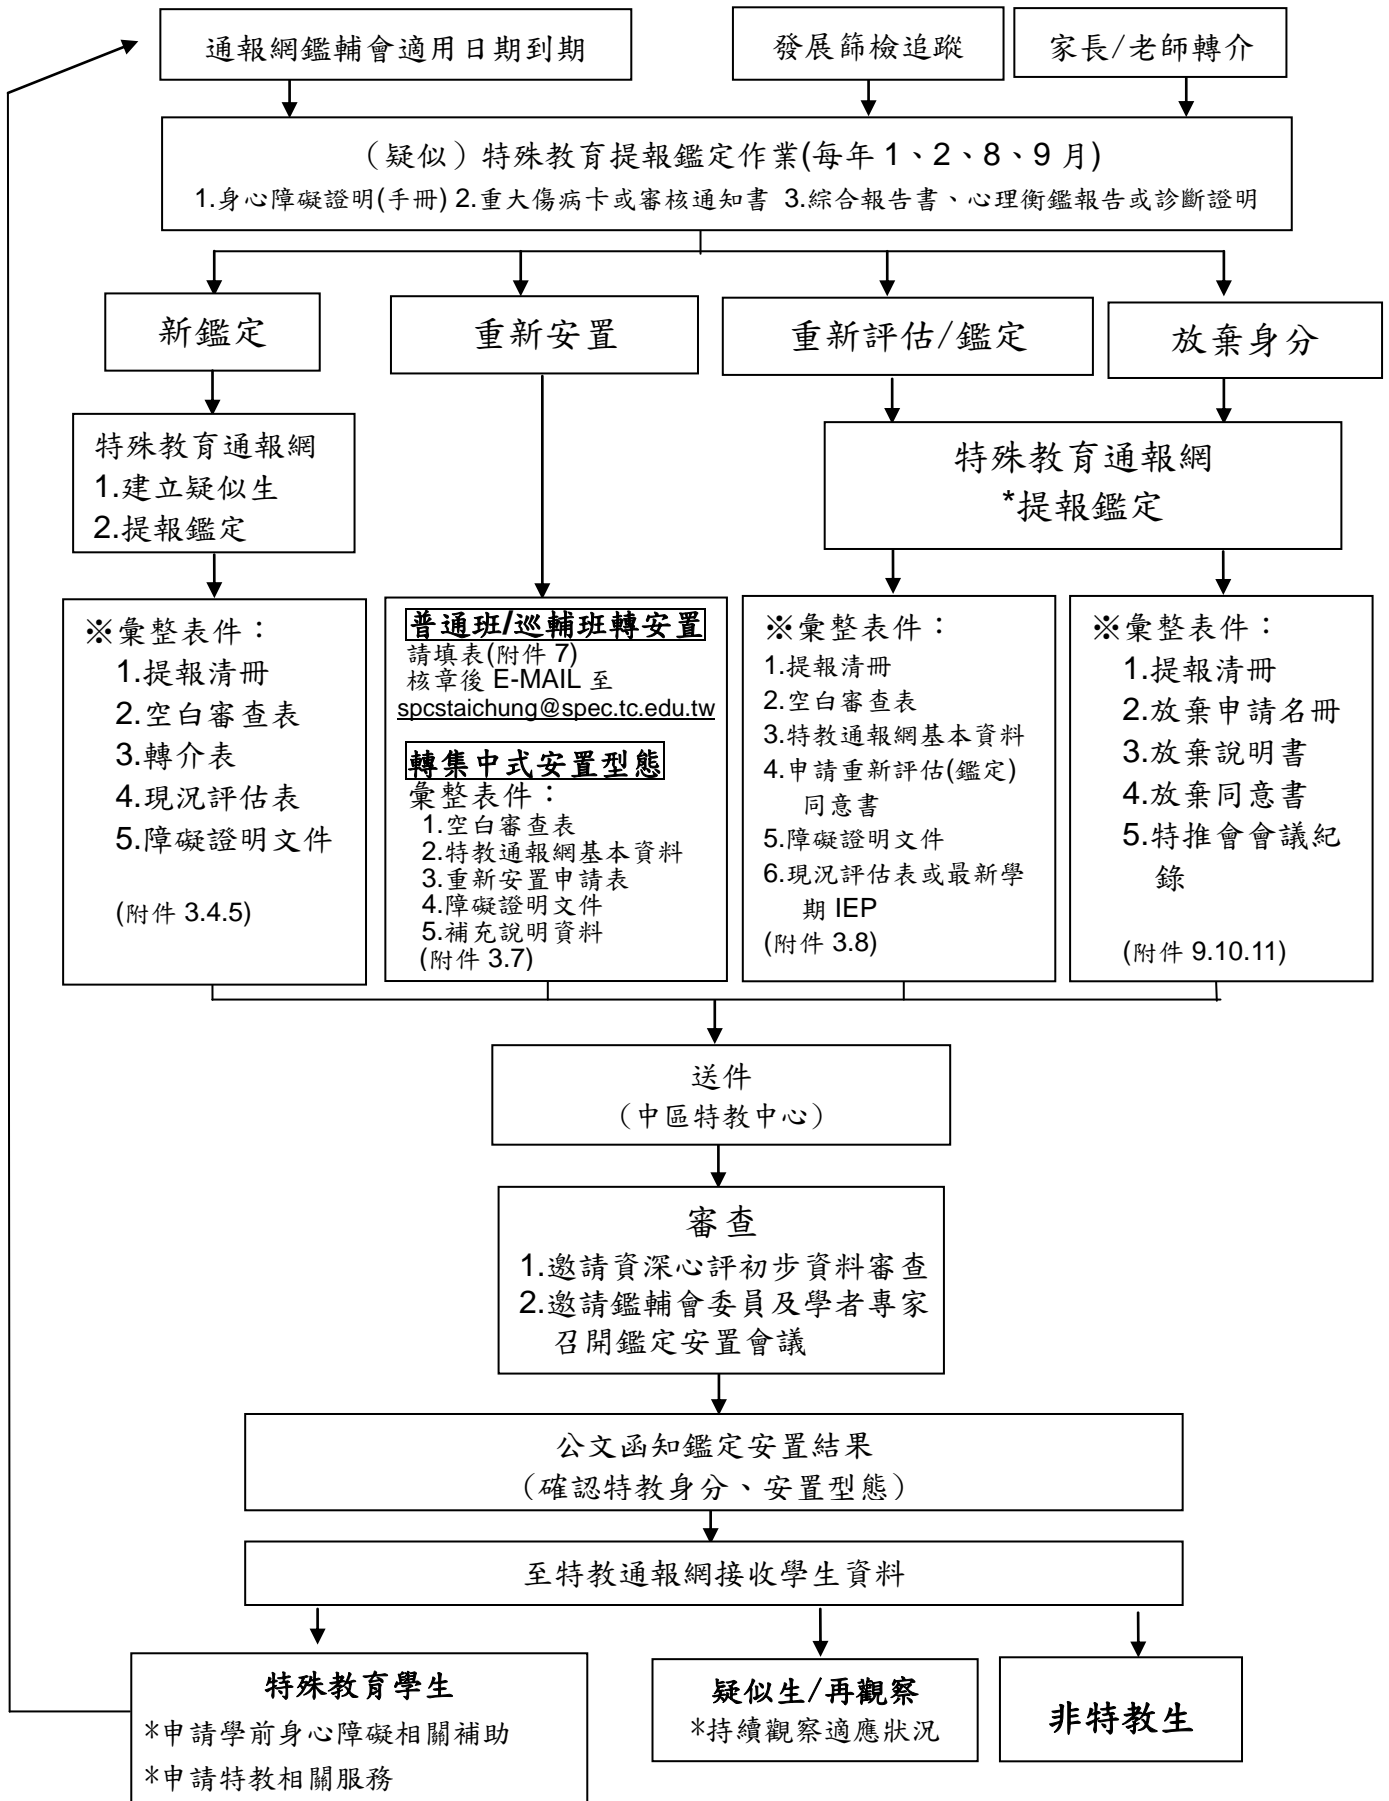 通報網鑑輔會適用日期到期
發展篩檢追蹤
家長/老師轉介
（疑似）特殊教育提報鑑定作業(每年 1、2、8、9 月)
1.身心障礙證明(手冊) 2.重大傷病卡或審核通知書 3.綜合報告書、心理衡鑑報告或診斷證明
新鑑定
重新安置
重新評估/鑑定
放棄身分
特殊教育通報網
1.建立疑似生
2.提報鑑定
特殊教育通報網
*提報鑑定
※彙整表件：
1.提報清冊
2.空白審查表
3.轉介表
4.現況評估表
5.障礙證明文件
(附件 3.4.5)
普通班/巡輔班轉安置
請填表(附件 7)
核章後 E-MAIL 至
spcstaichung@spec.tc.edu.tw
轉集中式安置型態
彙整表件：
1.空白審查表
2.特教通報網基本資料
3.重新安置申請表
4.障礙證明文件
5.補充說明資料
(附件 3.7)
※彙整表件：
1.提報清冊
2.空白審查表
3.特教通報網基本資料
4.申請重新評估(鑑定)
同意書
5.障礙證明文件
6.現況評估表或最新學
期 IEP
(附件 3.8)
※彙整表件：
1.提報清冊
2.放棄申請名冊
3.放棄說明書
4.放棄同意書
5.特推會會議紀
錄
(附件 9.10.11)
送件
（中區特教中心）
審查
1.邀請資深心評初步資料審查
2.邀請鑑輔會委員及學者專家
召開鑑定安置會議
公文函知鑑定安置結果
（確認特教身分、安置型態）
至特教通報網接收學生資料
特殊教育學生
*申請學前身心障礙相關補助
*申請特教相關服務
疑似生/再觀察
*持續觀察適應狀況
非特教生